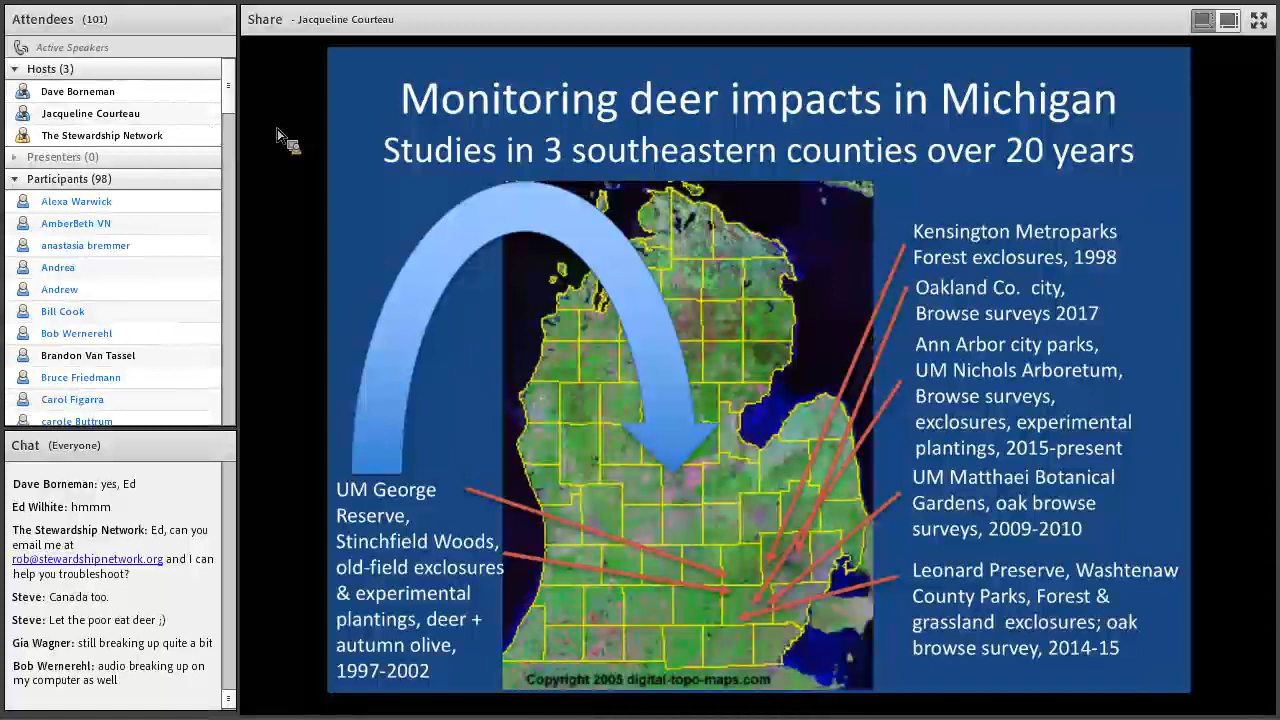 Attendees (101)
Active Speakers
Hosts (3)
Dave Borneman
Jacqueline Courteau
The Stewardship Network
Presenters (0)
Participants (98)
Alexa Warwick
AmberBeth VN
anastasia bremmer
Andrea
Andrew
Bill Cook
Bob Wernerehl
Brandon Van Tassel
Bruce Friedmann
Carol Figarra
carole Buttrum
Chat (Everyone)
Dave Borneman: yes, Ed
Ed Wilhite: hmmm
The Stewardship Network: Ed, can you
email me at
rob@stewardshipnetwork.org and I can
help you troubleshoot?
Steve: Canada too.
Steve: Let the poor eat deer ;)
Gia Wagner: still breaking up quite a bit
Bob Wernerehl: audio breaking up on
my computer as well
Share - Jacqueline Courteau
Monitoring deer impacts in Michigan
Studies in 3 southeastern counties over 20 years
UM George
Reserve,
Stinchfield Woods,
old-field exclosures
& experimental
plantings, deer +
autumn olive,
1997-2002
Kensington Metroparks
Forest exclosures, 1998
Oakland Co. city,
Browse surveys 2017
Ann Arbor city parks,
UM Nichols Arboretum,
Browse surveys,
exclosures, experimental
plantings, 2015-present
UM Matthaei Botanical
Gardens, oak browse
surveys, 2009-2010
Leonard Preserve, Washtenaw
County Parks, Forest &
grassland exclosures; oak
browse survey, 2014-15
Copyright 2005 digital-topo-maps.com